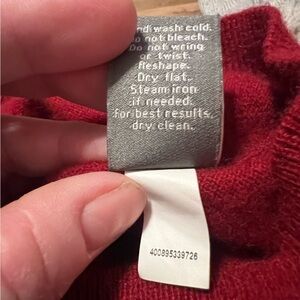 nd wash cold.
Do not bleach.
Do not wring
or twist.
Reshape.
Dry flat.
Steam iron
if needed.
For best results,
dry clean.
400895339726